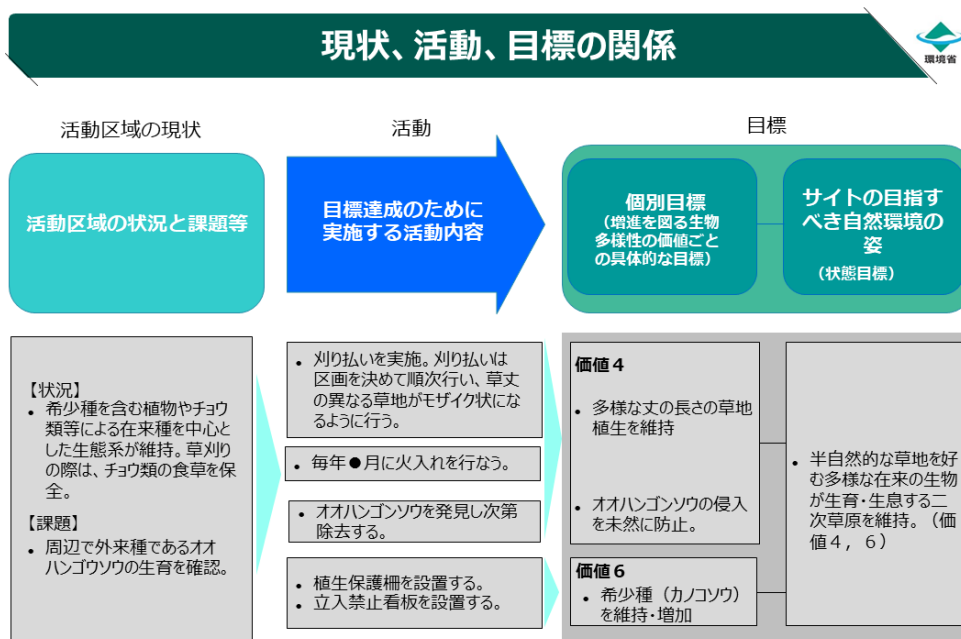 現状、活動、目標の関係
環境省
活動区域の現状
活動
目標
活動区域の状況と課題等
目標達成のために
実施する活動内容
個別目標
(増進を図る生物
多様性の価値ごと
の具体的な目標)
サイトの目指す
べき自然環境の
姿
(状態目標)
【状況】
• 希少種を含む植物やチョウ
類等による在来種を中心と
した生態系が維持。草刈り
の際は、チョウ類の食草を保
全。
【課題】
• 周辺で外来種であるオオ
ハンゴウソウの生育を確認。
• 刈り払いを実施。刈り払いは
区画を決めて順次行い、草丈
の異なる草地がモザイク状にな
るように行う。
• 毎年●月に火入れを行なう。
• オオハンゴンソウを発見し次第
除去する。
• 植生保護柵を設置する。
• 立入禁止看板を設置する。
価値4
• 多様な丈の長さの草地
植生を維持
• オオハンゴンソウの侵入
を未然に防止。
価値6
• 希少種（カノコソウ）
を維持・増加
• 半自然的な草地を好
む多様な在来の生物
が生育・生息する二
次草原を維持。（価
値4，6）